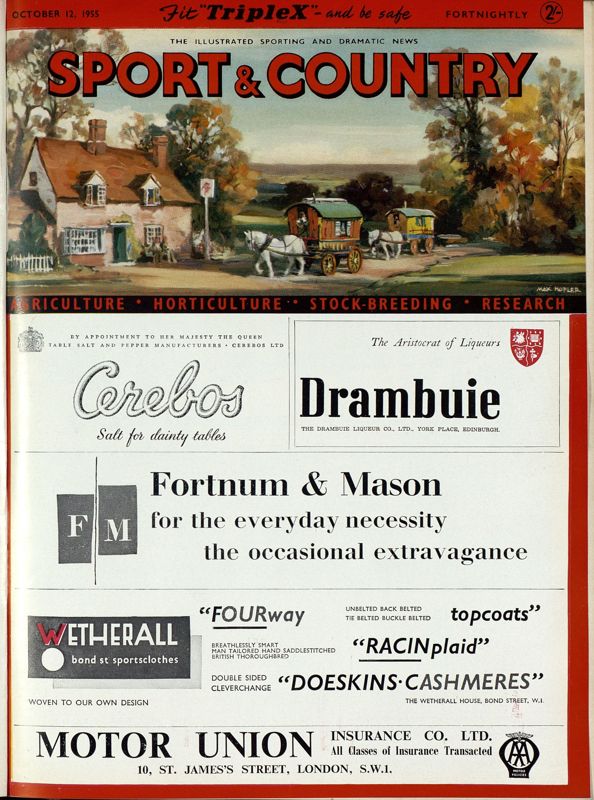 OCTOBER 12, 1955
Fit "TripleX" - and be safe
FORTNIGHTLY
2/-
THE ILLUSTRATED SPORTING AND DRAMATIC NEWS
SPORT & COUNTRY
MAX HOFLER
AGRICULTURE · HORTICULTURE · STOCK-BREEDING · RESEARCH
BY APPOINTMENT TO HER MAJESTY THE QUEEN
TABLE SALT AND PEPPER MANUFACTURERS · CEREBOS LTD
Cerebos
Salt for dainty tables
The Aristocrat of Liqueurs
Drambuie
THE DRAMBUIE LIQUEUR CO., LTD., YORK PLACE, EDINBURGH.
F M
Fortnum & Mason
for the everyday necessity
the occasional extravagance
WETHERALL
bond st sportsclothes
WOVEN TO OUR OWN DESIGN
"FOURway
UNBELTED BACK BELTED
TIE BELTED BUCKLE BELTED
topcoats"
BREATHLESSLY SMART
MAN TAILORED HAND SADDLESTITCHED
BRITISH THOROUGHBRED
"RACINplaid"
DOUBLE SIDED
CLEVERCHANGE
"DOESKINS·CASHMERES"
THE WETHERALL HOUSE, BOND STREET, W.1.
MOTOR UNION
INSURANCE CO. LTD.
All Classes of Insurance Transacted
10, ST. JAMES'S STREET, LONDON, S.W.1.
AA
MOTOR
POLICIES